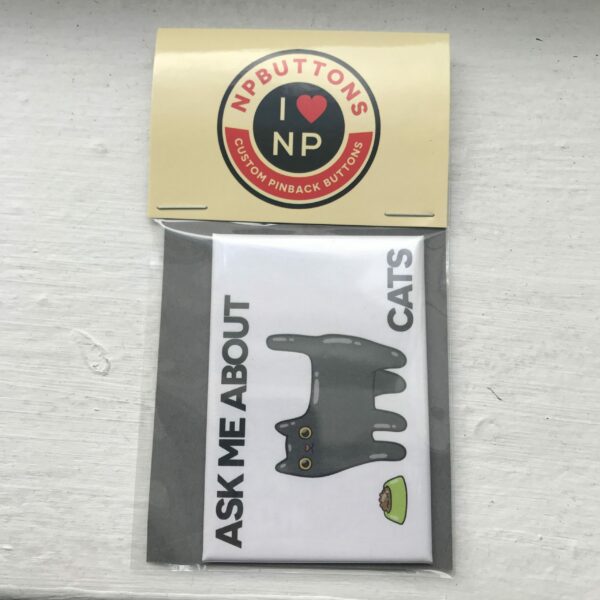 NPBUTTONS
I ❤ NP
CUSTOM PINBACK BUTTONS
ASK ME ABOUT
CATS